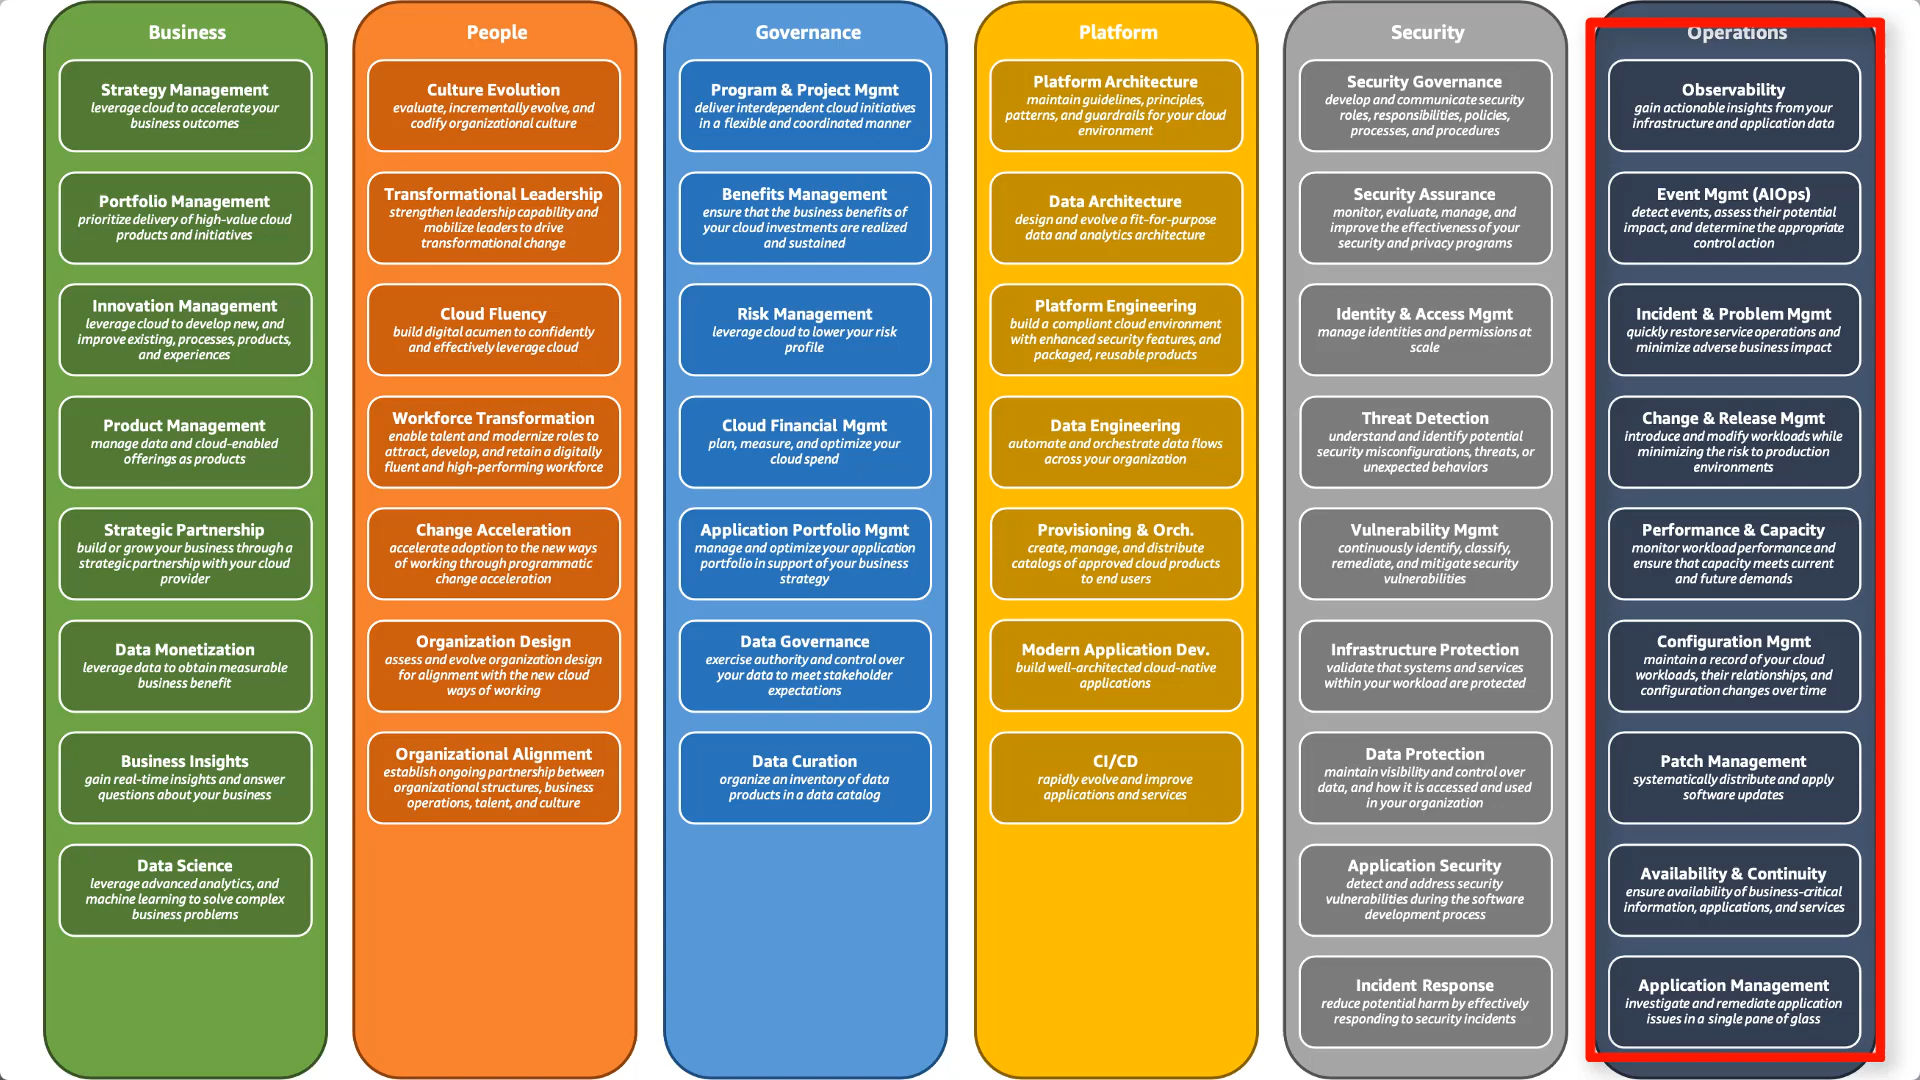 Business
Strategy Management
leverage cloud to accelerate your
business outcomes
Portfolio Management
prioritize delivery of high-value cloud
products and initiatives
Innovation Management
leverage cloud to develop new, and
improve existing, processes, products,
and experiences
Product Management
manage data and cloud-enabled
offerings as products
Strategic Partnership
build or grow your business through a
strategic partnership with your cloud
provider
Data Monetization
leverage data to obtain measurable
business benefit
Business Insights
gain real-time insights and answer
questions about your business
Data Science
leverage advanced analytics, and
machine learning to solve complex
business problems
People
Culture Evolution
evaluate, incrementally evolve, and
codify organizational culture
Transformational Leadership
strengthen leadership capability and
mobilize leaders to drive
transformational change
Cloud Fluency
build digital acumen to confidently
and effectively leverage cloud
Workforce Transformation
enable talent and modernize roles to
attract, develop, and retain a digitally
fluent and high-performing workforce
Change Acceleration
accelerate adoption to the new ways
of working through programmatic
change acceleration
Organization Design
assess and evolve organization design
for alignment with the new cloud
ways of working
Organizational Alignment
establish ongoing partnership between
organizational structures, business
operations, talent, and culture
Governance
Program & Project Mgmt
deliver interdependent cloud initiatives
in a flexible and coordinated manner
Benefits Management
ensure that the business benefits of
your cloud investments are realized
and sustained
Risk Management
leverage cloud to lower your risk
profile
Cloud Financial Mgmt
plan, measure, and optimize your
cloud spend
Application Portfolio Mgmt
manage and optimize your application
portfolio in support of your business
strategy
Data Governance
exercise authority and control over
your data to meet stakeholder
expectations
Data Curation
organize an inventory of data
products in a data catalog
Platform
Platform Architecture
maintain guidelines, principles,
patterns, and guardrails for your cloud
environment
Data Architecture
design and evolve a fit-for-purpose
data and analytics architecture
Platform Engineering
build a compliant cloud environment
with enhanced security features, and
packaged, reusable products
Data Engineering
automate and orchestrate data flows
across your organization
Provisioning & Orch.
create, manage, and distribute
catalogs of approved cloud products
to end users
Modern Application Dev.
build well-architected cloud-native
applications
CI/CD
rapidly evolve and improve
applications and services
Security
Security Governance
develop and communicate security
roles, responsibilities, policies,
processes, and procedures
Security Assurance
monitor, evaluate, manage, and
improve the effectiveness of your
security and privacy programs
Identity & Access Mgmt
manage identities and permissions at
scale
Threat Detection
understand and identify potential
security misconfigurations, threats, or
unexpected behaviors
Vulnerability Mgmt
continuously identify, classify,
remediate, and mitigate security
vulnerabilities
Infrastructure Protection
validate that systems and services
within your workload are protected
Data Protection
maintain visibility and control over
data, and how it is accessed and used
in your organization
Application Security
detect and address security
vulnerabilities during the software
development process
Incident Response
reduce potential harm by effectively
responding to security incidents
Operations
Observability
gain actionable insights from your
infrastructure and application data
Event Mgmt (AIOps)
detect events, assess their potential
impact, and determine the appropriate
control action
Incident & Problem Mgmt
quickly restore service operations and
minimize adverse business impact
Change & Release Mgmt
introduce and modify workloads while
minimizing the risk to production
environments
Performance & Capacity
monitor workload performance and
ensure that capacity meets current
and future demands
Configuration Mgmt
maintain a record of your cloud
workloads, their relationships, and
configuration changes over time
Patch Management
systematically distribute and apply
software updates
Availability & Continuity
ensure availability of business-critical
information, applications, and services
Application Management
investigate and remediate application
issues in a single pane of glass